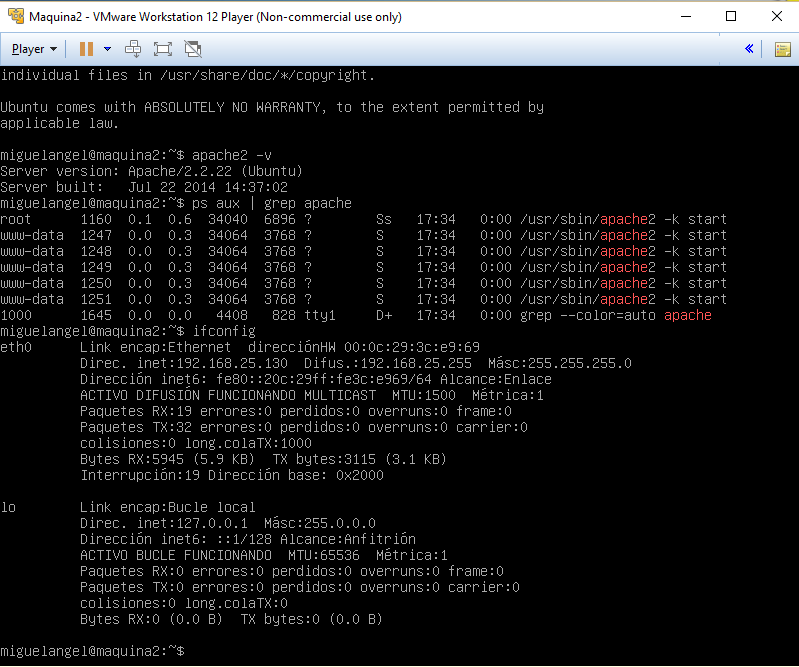 Maquina2 - VMware Workstation 12 Player (Non-commercial use only)
Player
individual files in /usr/share/doc/*/copyright.
Ubuntu comes with ABSOLUTELY NO WARRANTY, to the extent permitted by
applicable law.
miguelangel@maquina2:~$ apache2 -v
Server version: Apache/2.2.22 (Ubuntu)
Server built:   Jul 22 2014 14:37:02
miguelangel@maquina2:~$ ps aux | grep apache
root      1160  0.1  0.6  34040  6896 ?        Ss   17:34   0:00 /usr/sbin/apache2 -k start
www-data  1247  0.0  0.3  34064  3768 ?        S    17:34   0:00 /usr/sbin/apache2 -k start
www-data  1248  0.0  0.3  34064  3768 ?        S    17:34   0:00 /usr/sbin/apache2 -k start
www-data  1249  0.0  0.3  34064  3768 ?        S    17:34   0:00 /usr/sbin/apache2 -k start
www-data  1250  0.0  0.3  34064  3768 ?        S    17:34   0:00 /usr/sbin/apache2 -k start
www-data  1251  0.0  0.3  34064  3768 ?        S    17:34   0:00 /usr/sbin/apache2 -k start
1000      1645  0.0  0.0   4408   828 tty1     D+   17:34   0:00 grep --color=auto apache
miguelangel@maquina2:~$ ifconfig
eth0      Link encap:Ethernet  direcciónHW 00:0c:29:3c:e9:69
          Direc. inet:192.168.25.130  Difus.:192.168.25.255  Másc:255.255.255.0
          Dirección inet6: fe80::20c:29ff:fe3c:e969/64 Alcance:Enlace
          ACTIVO DIFUSIÓN FUNCIONANDO MULTICAST  MTU:1500  Métrica:1
          Paquetes RX:19 errores:0 perdidos:0 overruns:0 frame:0
          Paquetes TX:32 errores:0 perdidos:0 overruns:0 carrier:0
          colisiones:0 long.colaTX:1000
          Bytes RX:5945 (5.9 KB)  TX bytes:3115 (3.1 KB)
          Interrupción:19 Dirección base: 0x2000
lo        Link encap:Bucle local
          Direc. inet:127.0.0.1  Másc:255.0.0.0
          Dirección inet6: ::1/128 Alcance:Anfitrión
          ACTIVO BUCLE FUNCIONANDO  MTU:65536  Métrica:1
          Paquetes RX:0 errores:0 perdidos:0 overruns:0 frame:0
          Paquetes TX:0 errores:0 perdidos:0 overruns:0 carrier:0
          colisiones:0 long.colaTX:0
          Bytes RX:0 (0.0 B)  TX bytes:0 (0.0 B)
miguelangel@maquina2:~$